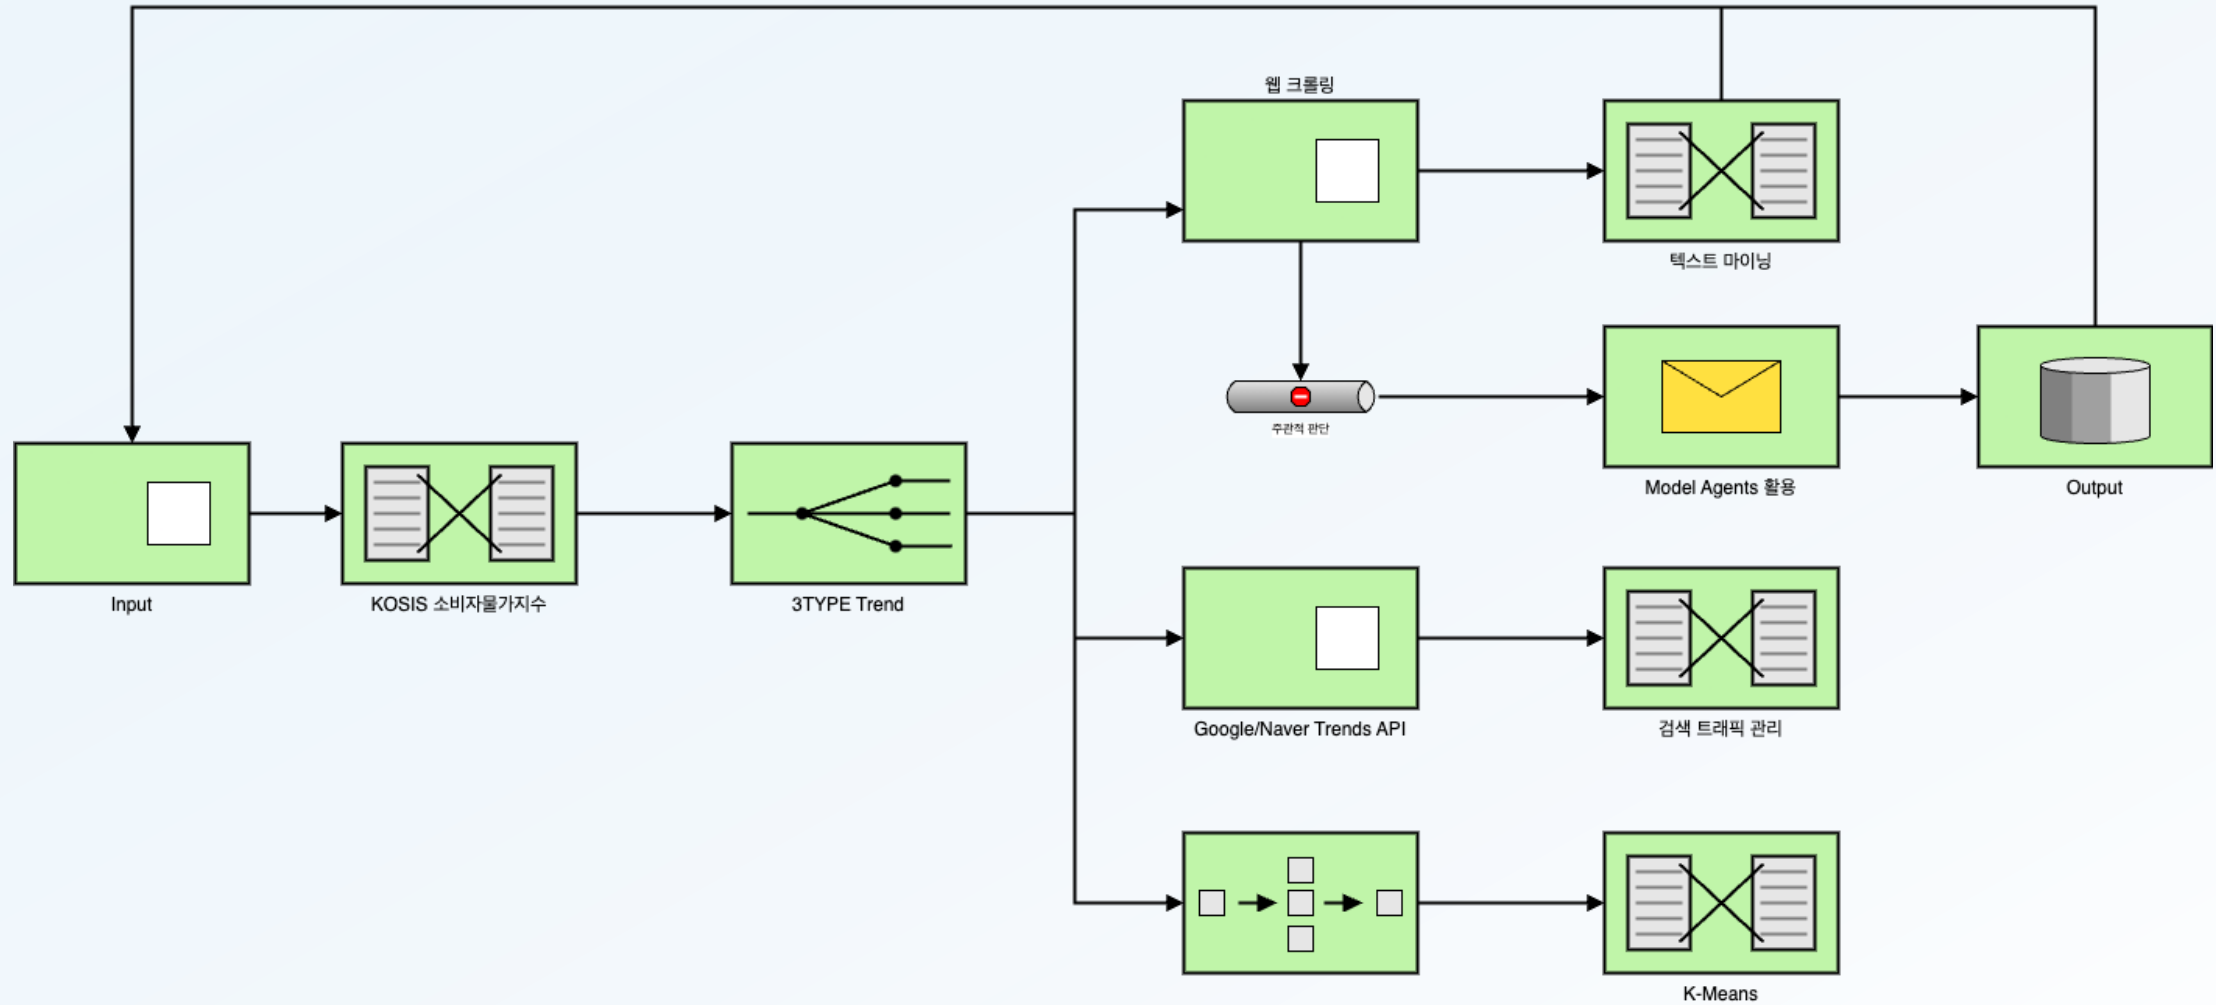 웹 크롤링
텍스트 마이닝
주관적 판단
Model Agents 활용
Output
Input
KOSIS 소비자물가지수
3TYPE Trend
Google/Naver Trends API
검색 트래픽 관리
K-Means